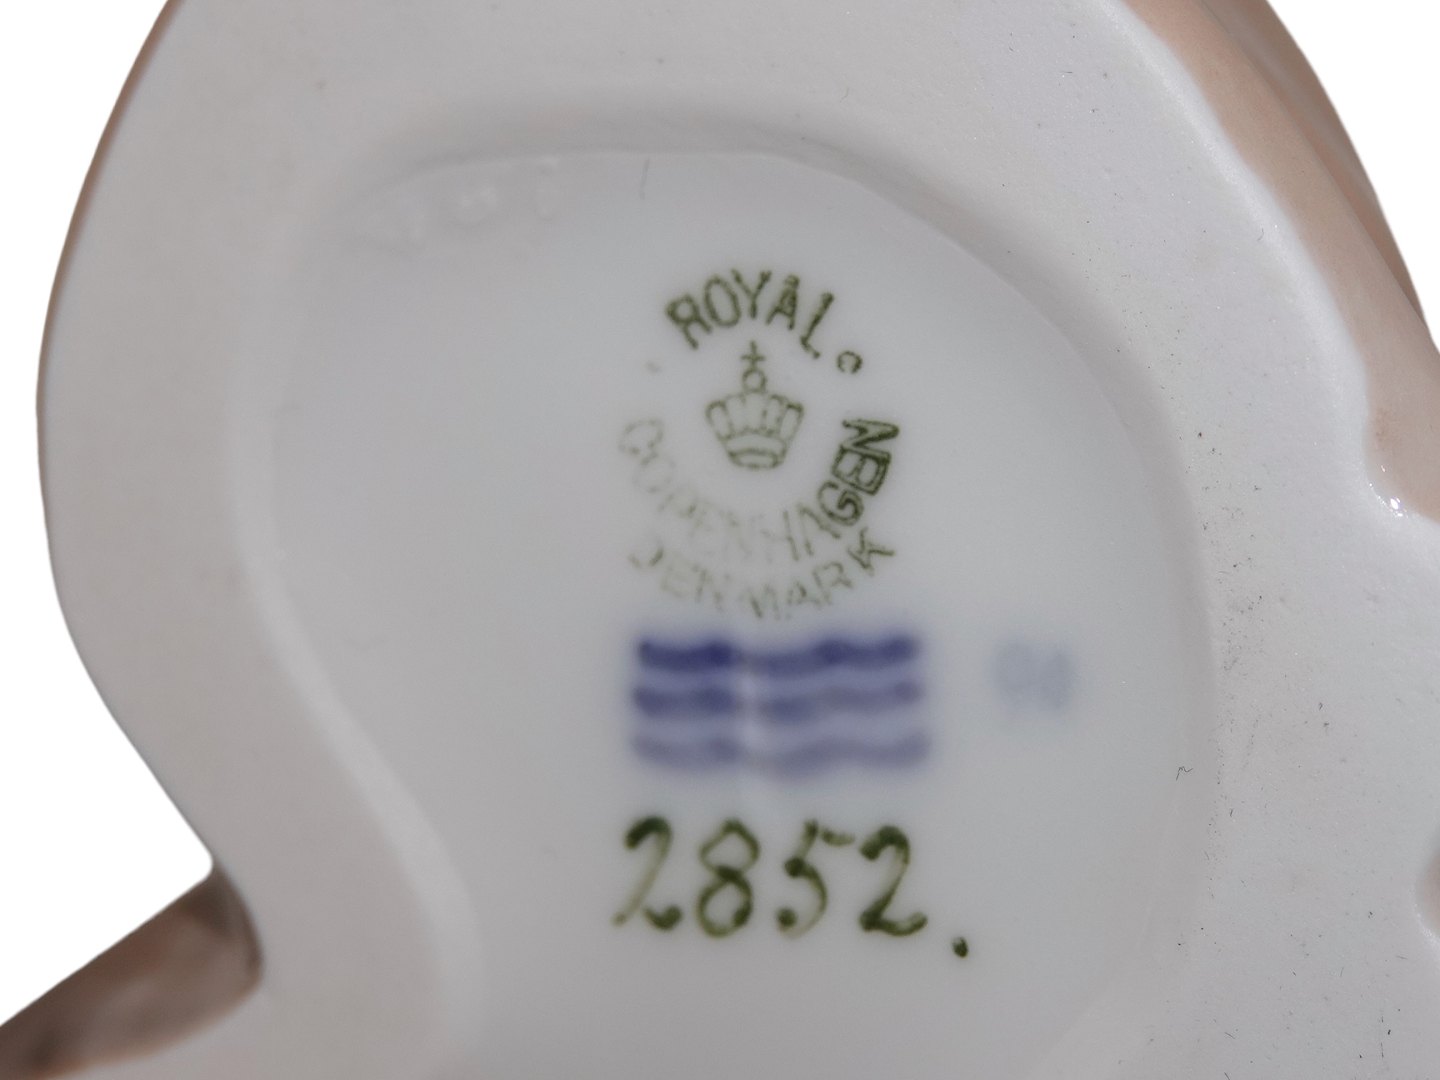 ROYAL
COPENHAGEN
DENMARK
2852.